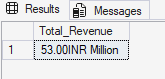 Results Messages
Total_Revenue
1 53.00INR Million